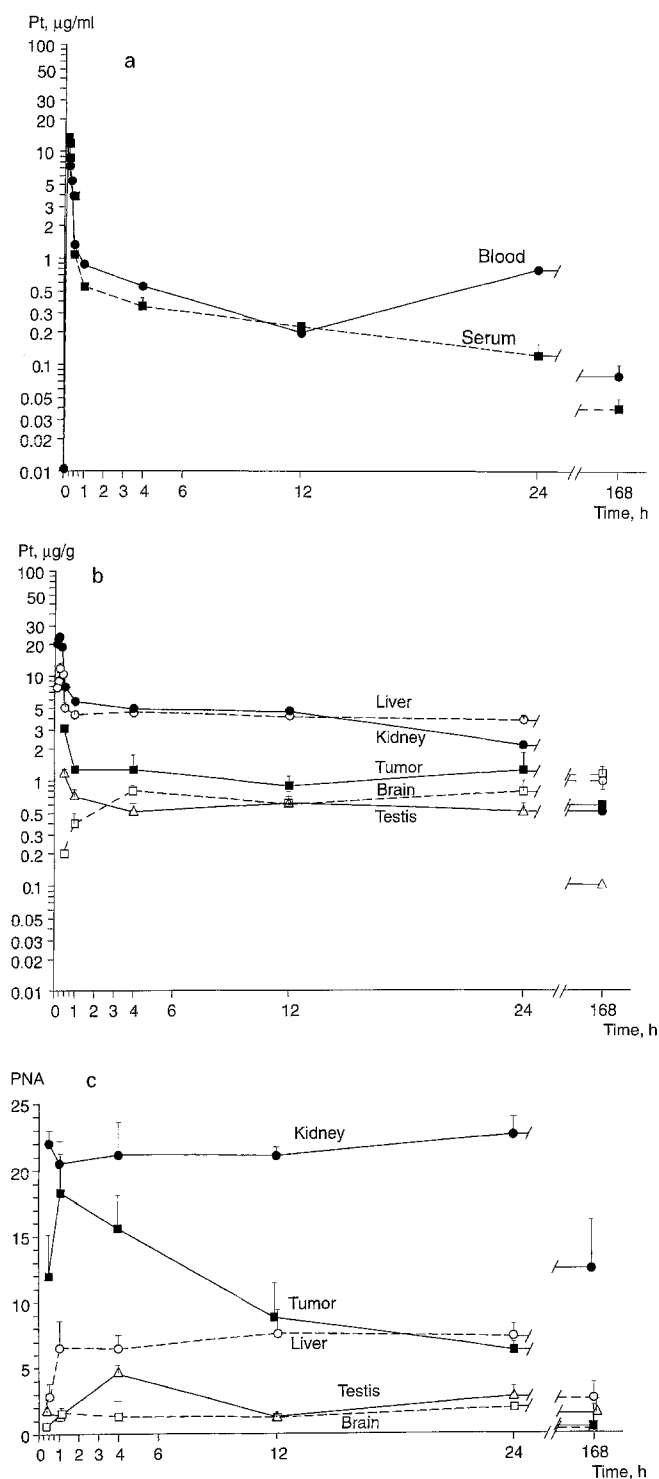 Pt, µg/ml
a
100
50
30
20
10
5
3
2
1
0.5
0.3
0.2
0.1
0.05
0.03
0.02
0.01
Blood
Serum
0 1 2 3 4 6 12 24 168
Time, h
Pt, µg/g
b
100
50
30
20
10
5
3
2
1
0.5
0.3
0.2
0.1
0.05
0.03
0.02
0.01
Liver
Kidney
Tumor
Brain
Testis
0 1 2 3 4 6 12 24 168
Time, h
PNA
c
25
20
15
10
5
0
Kidney
Tumor
Liver
Testis
Brain
0 1 2 3 4 6 12 24 168
Time, h